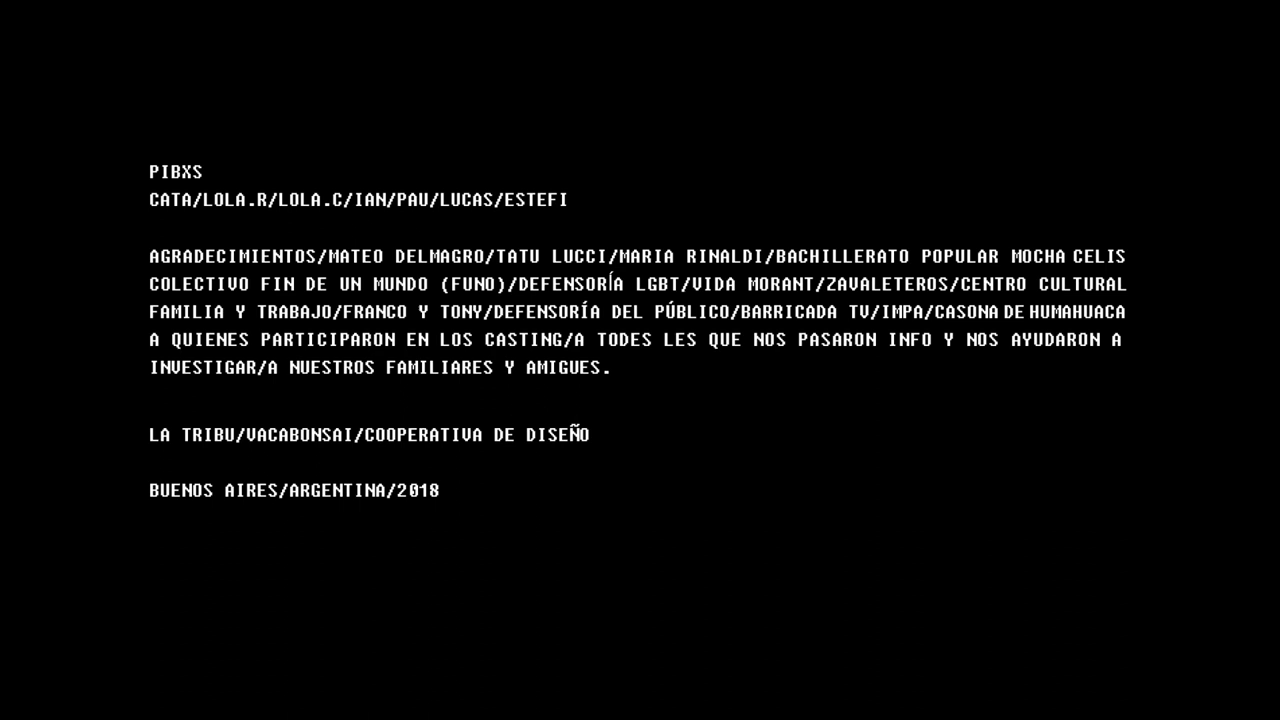 PIBXS
CATA/LOLA.R/LOLA.C/IAN/PAU/LUCAS/ESTEFI
AGRADECIMIENTOS/MATEO DELMAGRO/TATU LUCCI/MARIA RINALDI/BACHILLERATO POPULAR MOCHA CELIS
COLECTIVO FIN DE UN MUNDO (FUNO)/DEFENSORÍA LGBT/VIDA MORANT/ZAVALETEROS/CENTRO CULTURAL
FAMILIA Y TRABAJO/FRANCO Y TONY/DEFENSORÍA DEL PÚBLICO/BARRICADA TV/IMPA/CASONA DE HUMAHUACA
A QUIENES PARTICIPARON EN LOS CASTING/A TODES LES QUE NOS PASARON INFO Y NOS AYUDARON A
INVESTIGAR/A NUESTROS FAMILIARES Y AMIGUES.
LA TRIBU/VACABONSAI/COOPERATIVA DE DISEÑO
BUENOS AIRES/ARGENTINA/2018